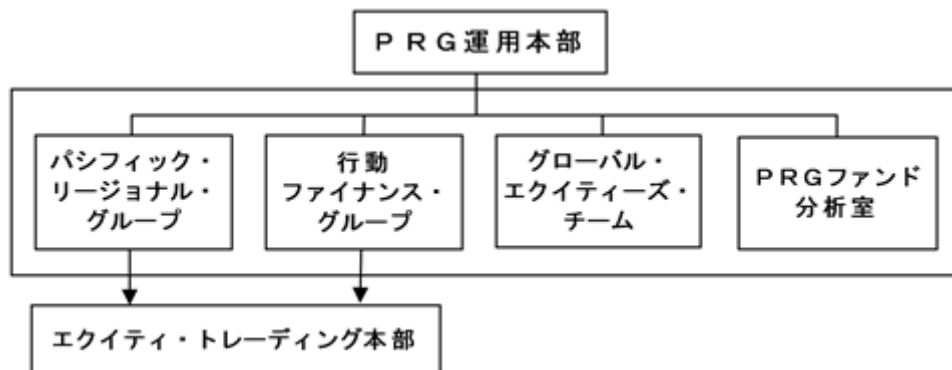 ＰＲＧ運用本部
パシフィック・
リージョナル・
グループ
行動
ファイナンス・
グループ
グローバル・
エクイティーズ・
チーム
ＰＲＧファンド
分析室
エクイティ・トレーディング本部